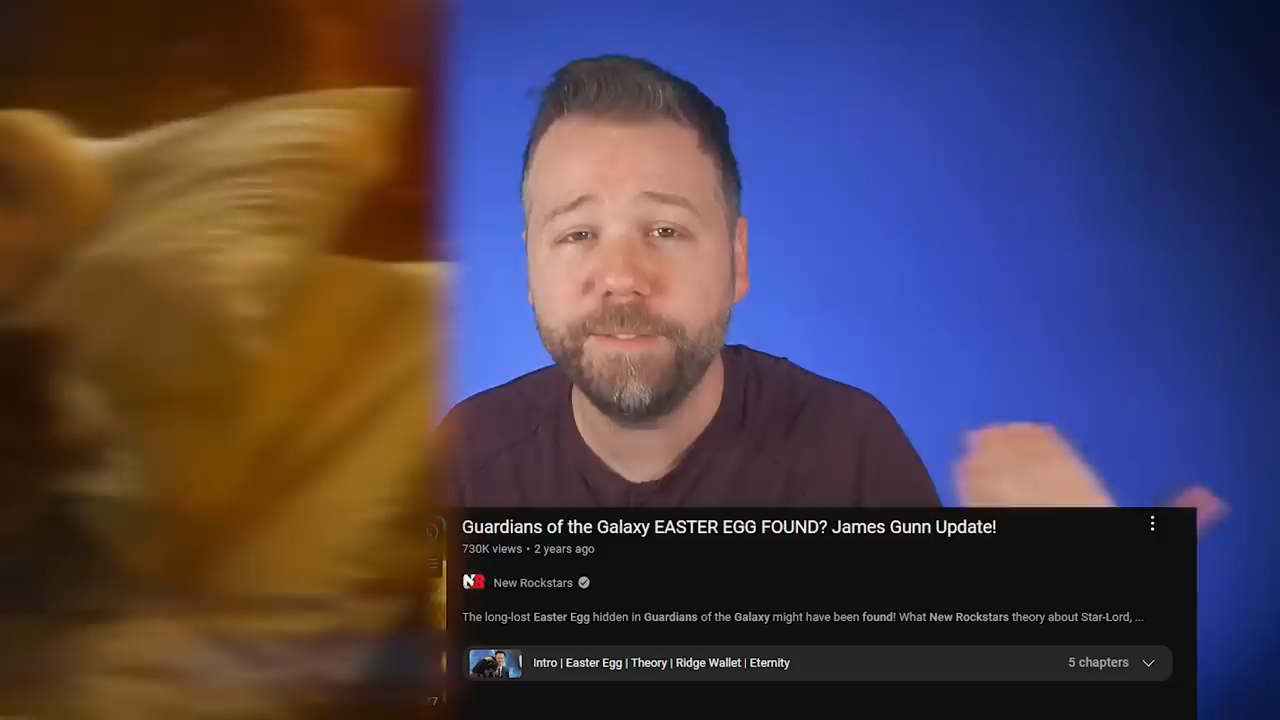 Guardians of the Galaxy EASTER EGG FOUND? James Gunn Update!
730K views • 2 years ago
NR New Rockstars
The long-lost Easter Egg hidden in Guardians of the Galaxy might have been found! What New Rockstars theory about Star-Lord, ...
Intro | Easter Egg | Theory | Ridge Wallet | Eternity
5 chapters